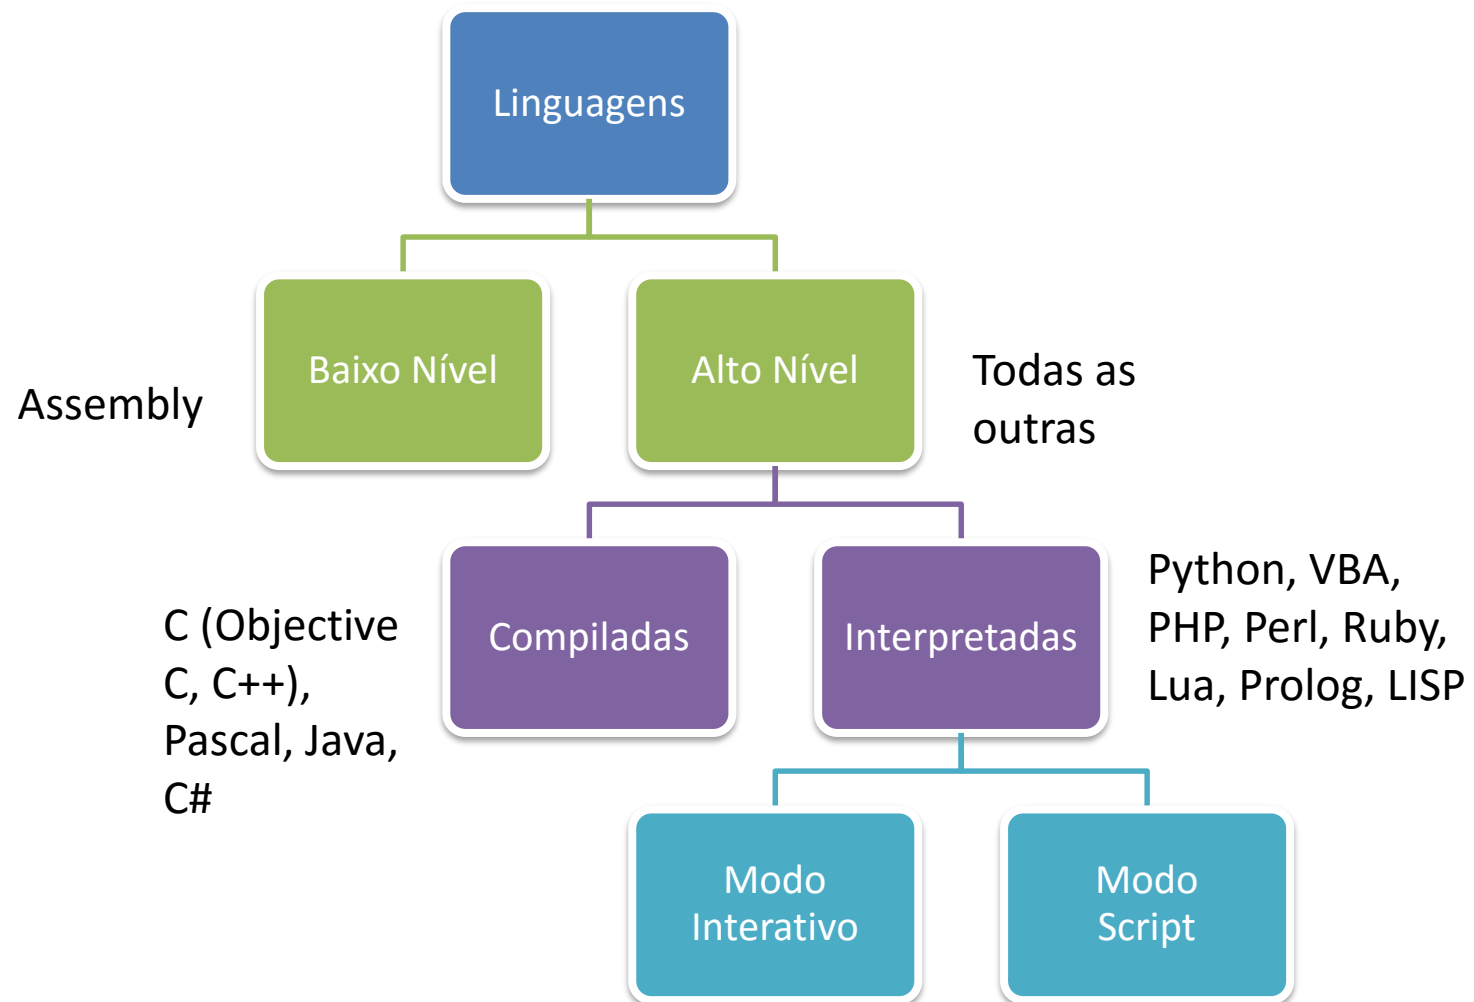 Linguagens
Baixo Nível
Alto Nível
Assembly
Todas as
outras
Compiladas
Interpretadas
C (Objective
C, C++),
Pascal, Java,
C#
Python, VBA,
PHP, Perl, Ruby,
Lua, Prolog, LISP
Modo
Interativo
Modo
Script